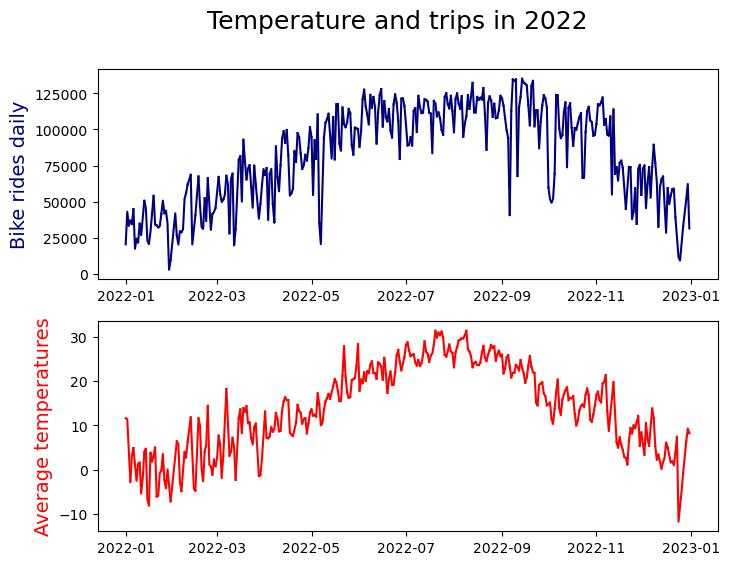 Temperature and trips in 2022
Bike rides daily
125000
100000
75000
50000
25000
0
2022-01 2022-03 2022-05 2022-07 2022-09 2022-11 2023-01
Average temperatures
30
20
10
0
−10
2022-01 2022-03 2022-05 2022-07 2022-09 2022-11 2023-01